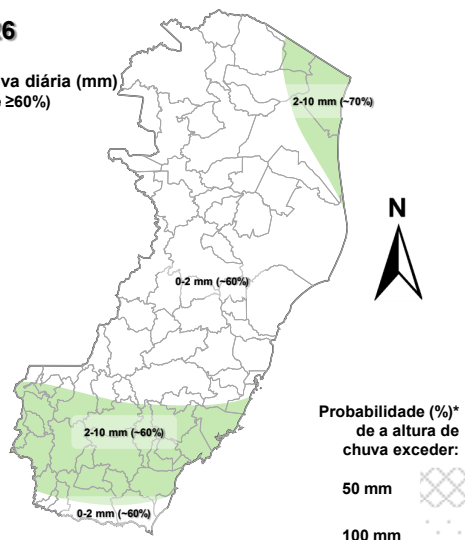 26
va diária (mm)
e ≥60%)
2-10 mm (~70%)
N
0-2 mm (~60%)
2-10 mm (~60%)
0-2 mm (~60%)
Probabilidade (%)*
de a altura de
chuva exceder:
50 mm
100 mm